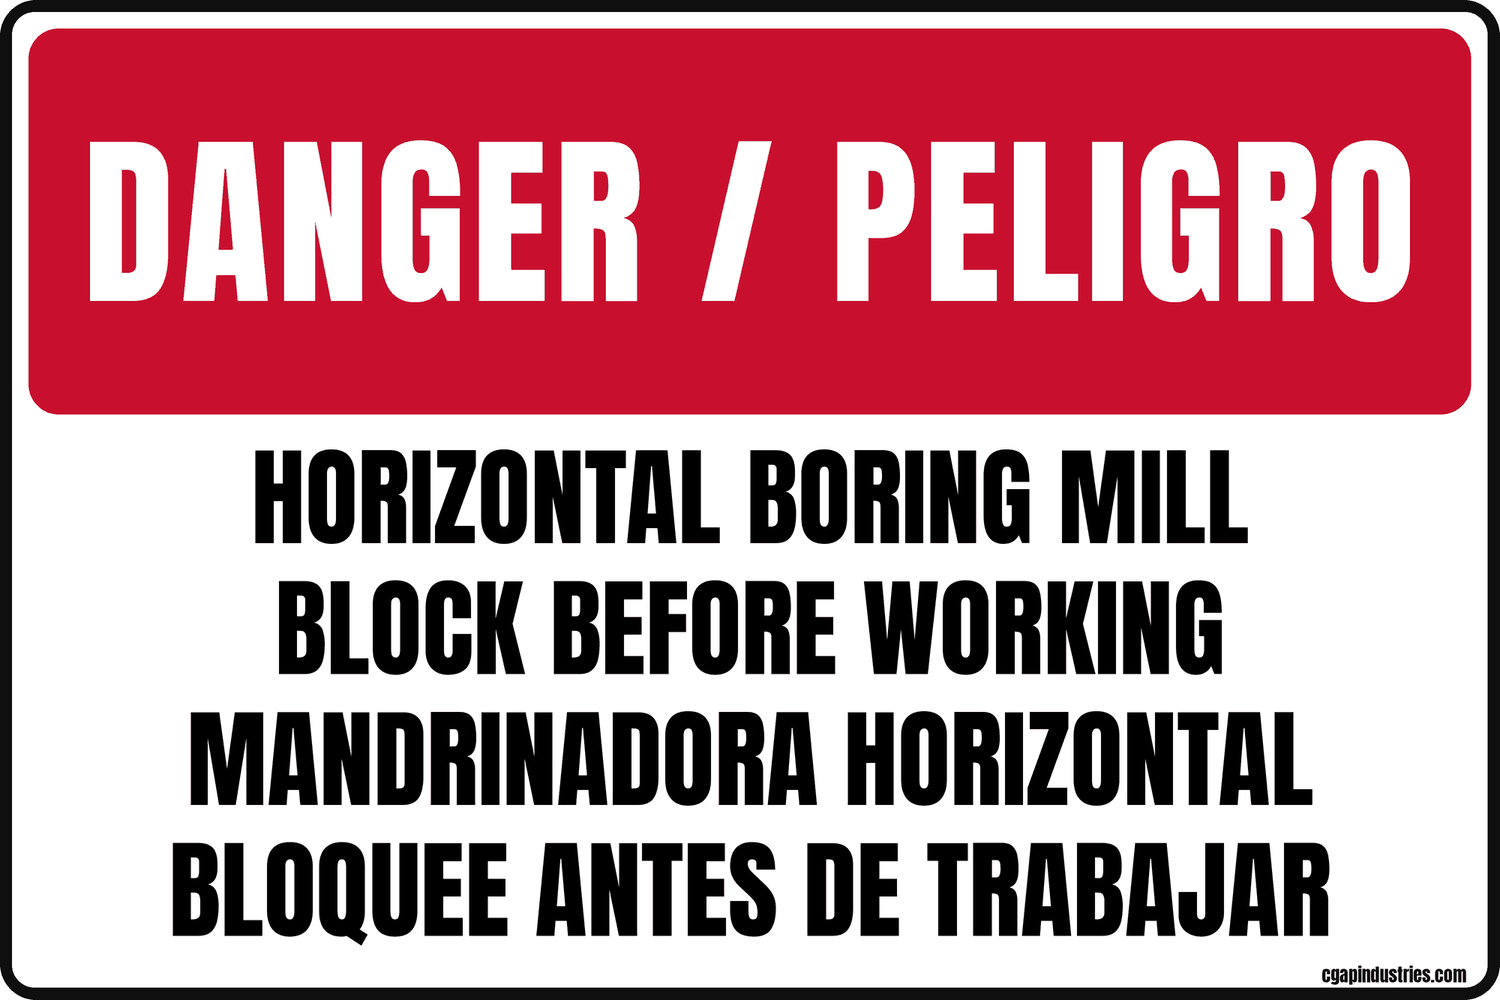 DANGER / PELIGRO
HORIZONTAL BORING MILL
BLOCK BEFORE WORKING
MANDRINADORA HORIZONTAL
BLOQUEE ANTES DE TRABAJAR
cgapindustries.com